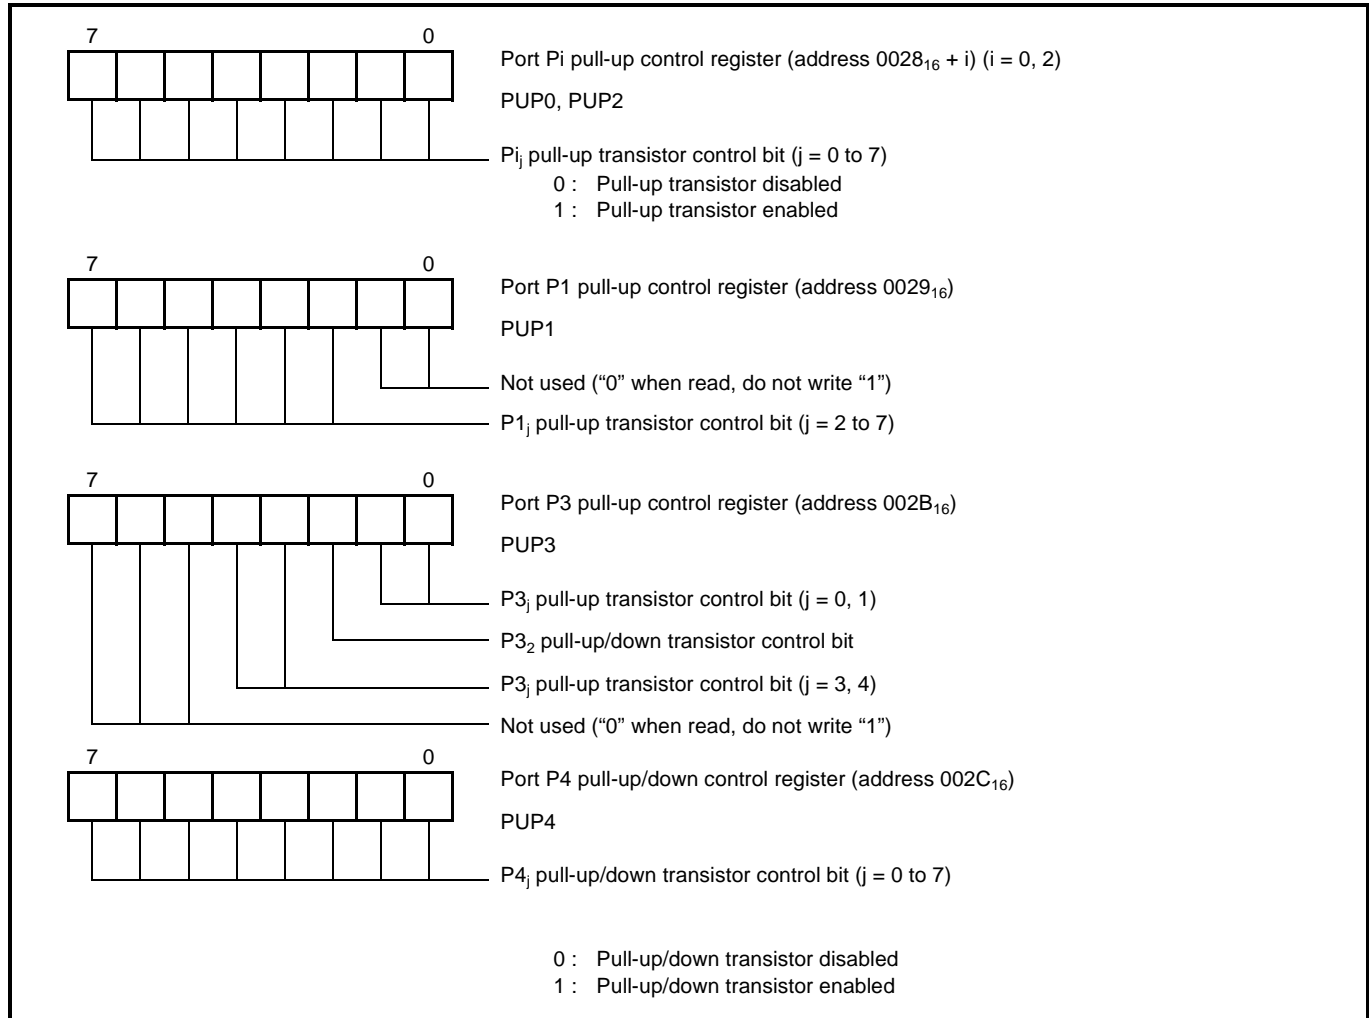 7 0
Port Pi pull-up control register (address 0028₁₆ + i) (i = 0, 2)
PUP0, PUP2
Piⱼ pull-up transistor control bit (j = 0 to 7)
0 : Pull-up transistor disabled
1 : Pull-up transistor enabled
7 0
Port P1 pull-up control register (address 0029₁₆)
PUP1
Not used (“0” when read, do not write “1”)
P1ⱼ pull-up transistor control bit (j = 2 to 7)
7 0
Port P3 pull-up control register (address 002B₁₆)
PUP3
P3ⱼ pull-up transistor control bit (j = 0, 1)
P3₂ pull-up/down transistor control bit
P3ⱼ pull-up transistor control bit (j = 3, 4)
Not used (“0” when read, do not write “1”)
7 0
Port P4 pull-up/down control register (address 002C₁₆)
PUP4
P4ⱼ pull-up/down transistor control bit (j = 0 to 7)
0 : Pull-up/down transistor disabled
1 : Pull-up/down transistor enabled